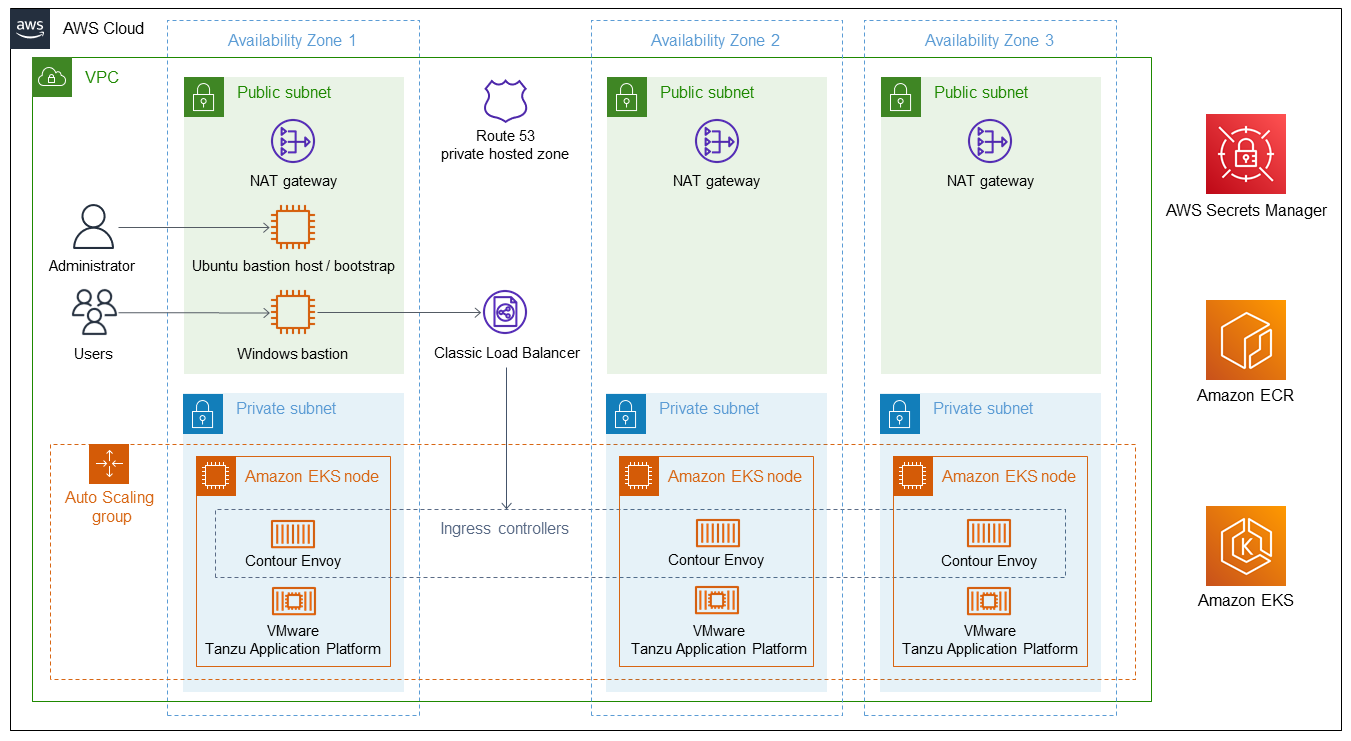 aws
AWS Cloud
Availability Zone 1
Availability Zone 2
Availability Zone 3
VPC
Public subnet
Public subnet
Public subnet
NAT gateway
Route 53
private hosted zone
NAT gateway
NAT gateway
AWS Secrets Manager
Administrator
Ubuntu bastion host / bootstrap
Users
Windows bastion
Classic Load Balancer
Amazon ECR
Private subnet
Private subnet
Private subnet
Auto Scaling
group
Amazon EKS node
Amazon EKS node
Amazon EKS node
Ingress controllers
Contour Envoy
Contour Envoy
Contour Envoy
K
Amazon EKS
VMware
Tanzu Application Platform
VMware
Tanzu Application Platform
VMware
Tanzu Application Platform